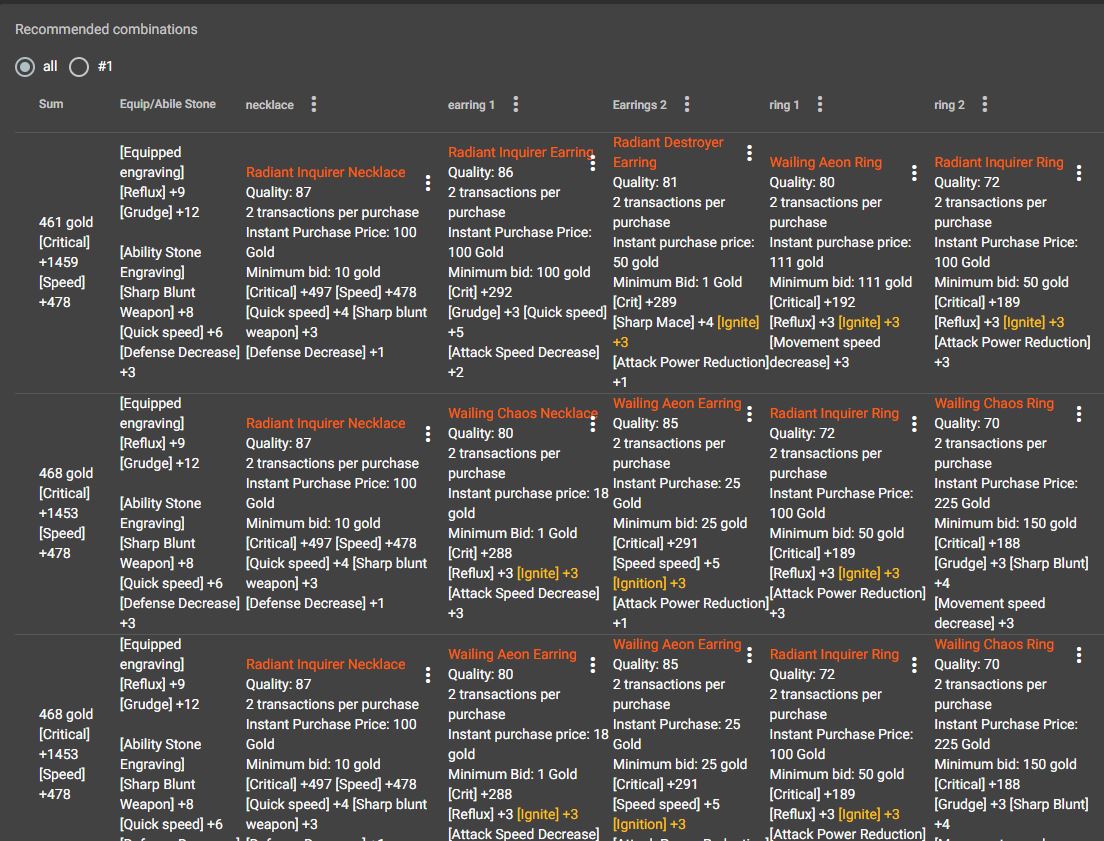 Recommended combinations
all #1
Sum Equip/Abile Stone necklace earring 1 Earrings 2 ring 1 ring 2
461 gold
[Critical]
+1459
[Speed]
+478
[Equipped
engraving]
[Reflux] +9
[Grudge] +12
[Ability Stone
Engraving]
[Sharp Blunt
Weapon] +8
[Quick speed] +6
[Defense Decrease]
+3
Radiant Inquirer Necklace
Quality: 87
2 transactions per purchase
Instant Purchase Price: 100
Gold
Minimum bid: 10 gold
[Critical] +497 [Speed] +478
[Quick speed] +4 [Sharp blunt
weapon] +3
[Defense Decrease] +1
Radiant Inquirer Earring
Quality: 86
2 transactions per
purchase
Instant Purchase Price:
100 Gold
Minimum bid: 100 gold
[Crit] +292
[Grudge] +3 [Quick speed]
+5
[Attack Speed Decrease]
+2
Radiant Destroyer
Earring
Quality: 81
2 transactions per
purchase
Instant purchase price:
50 gold
Minimum Bid: 1 Gold
[Crit] +289
[Sharp Mace] +4 [Ignite]
+3
[Attack Power Reduction]
+1
Wailing Aeon Ring
Quality: 80
2 transactions per
purchase
Instant purchase price:
111 gold
Minimum bid: 111 gold
[Critical] +192
[Reflux] +3 [Ignite] +3
[Movement speed
decrease] +3
Radiant Inquirer Ring
Quality: 72
2 transactions per
purchase
Instant Purchase Price:
100 Gold
Minimum bid: 50 gold
[Critical] +189
[Reflux] +3 [Ignite] +3
[Attack Power Reduction]
+3
468 gold
[Critical]
+1453
[Speed]
+478
[Equipped
engraving]
[Reflux] +9
[Grudge] +12
[Ability Stone
Engraving]
[Sharp Blunt
Weapon] +8
[Quick speed] +6
[Defense Decrease]
+3
Radiant Inquirer Necklace
Quality: 87
2 transactions per purchase
Instant Purchase Price: 100
Gold
Minimum bid: 10 gold
[Critical] +497 [Speed] +478
[Quick speed] +4 [Sharp blunt
weapon] +3
[Defense Decrease] +1
Wailing Chaos Necklace
Quality: 80
2 transactions per
purchase
Instant purchase price: 18
gold
Minimum Bid: 1 Gold
[Crit] +288
[Reflux] +3 [Ignite] +3
[Attack Speed Decrease]
+3
Wailing Aeon Earring
Quality: 85
2 transactions per
purchase
Instant Purchase: 25
Gold
Minimum bid: 25 gold
[Critical] +291
[Speed speed] +5
[Ignition] +3
[Attack Power Reduction]
+1
Radiant Inquirer Ring
Quality: 72
2 transactions per
purchase
Instant Purchase Price:
100 Gold
Minimum bid: 50 gold
[Critical] +189
[Reflux] +3 [Ignite] +3
[Attack Power Reduction]
+3
Wailing Chaos Ring
Quality: 70
2 transactions per
purchase
Instant Purchase Price:
225 Gold
Minimum bid: 150 gold
[Critical] +188
[Grudge] +3 [Sharp Blunt]
+4
[Movement speed
decrease] +3
468 gold
[Critical]
+1453
[Speed]
+478
[Equipped
engraving]
[Reflux] +9
[Grudge] +12
[Ability Stone
Engraving]
[Sharp Blunt
Weapon] +8
[Quick speed] +6
Radiant Inquirer Necklace
Quality: 87
2 transactions per purchase
Instant Purchase Price: 100
Gold
Minimum bid: 10 gold
[Critical] +497 [Speed] +478
[Quick speed] +4 [Sharp blunt
weapon] +3
Wailing Aeon Earring
Quality: 80
2 transactions per
purchase
Instant purchase price: 18
gold
Minimum Bid: 1 Gold
[Crit] +288
[Reflux] +3 [Ignite] +3
[Attack Speed Decrease]
Wailing Aeon Earring
Quality: 85
2 transactions per
purchase
Instant Purchase: 25
Gold
Minimum bid: 25 gold
[Critical] +291
[Speed speed] +5
[Ignition] +3
Radiant Inquirer Ring
Quality: 72
2 transactions per
purchase
Instant Purchase Price:
100 Gold
Minimum bid: 50 gold
[Critical] +189
[Reflux] +3 [Ignite] +3
[Attack Power Reduction]
Wailing Chaos Ring
Quality: 70
2 transactions per
purchase
Instant Purchase Price:
225 Gold
Minimum bid: 150 gold
[Critical] +188
[Grudge] +3 [Sharp Blunt]
+4